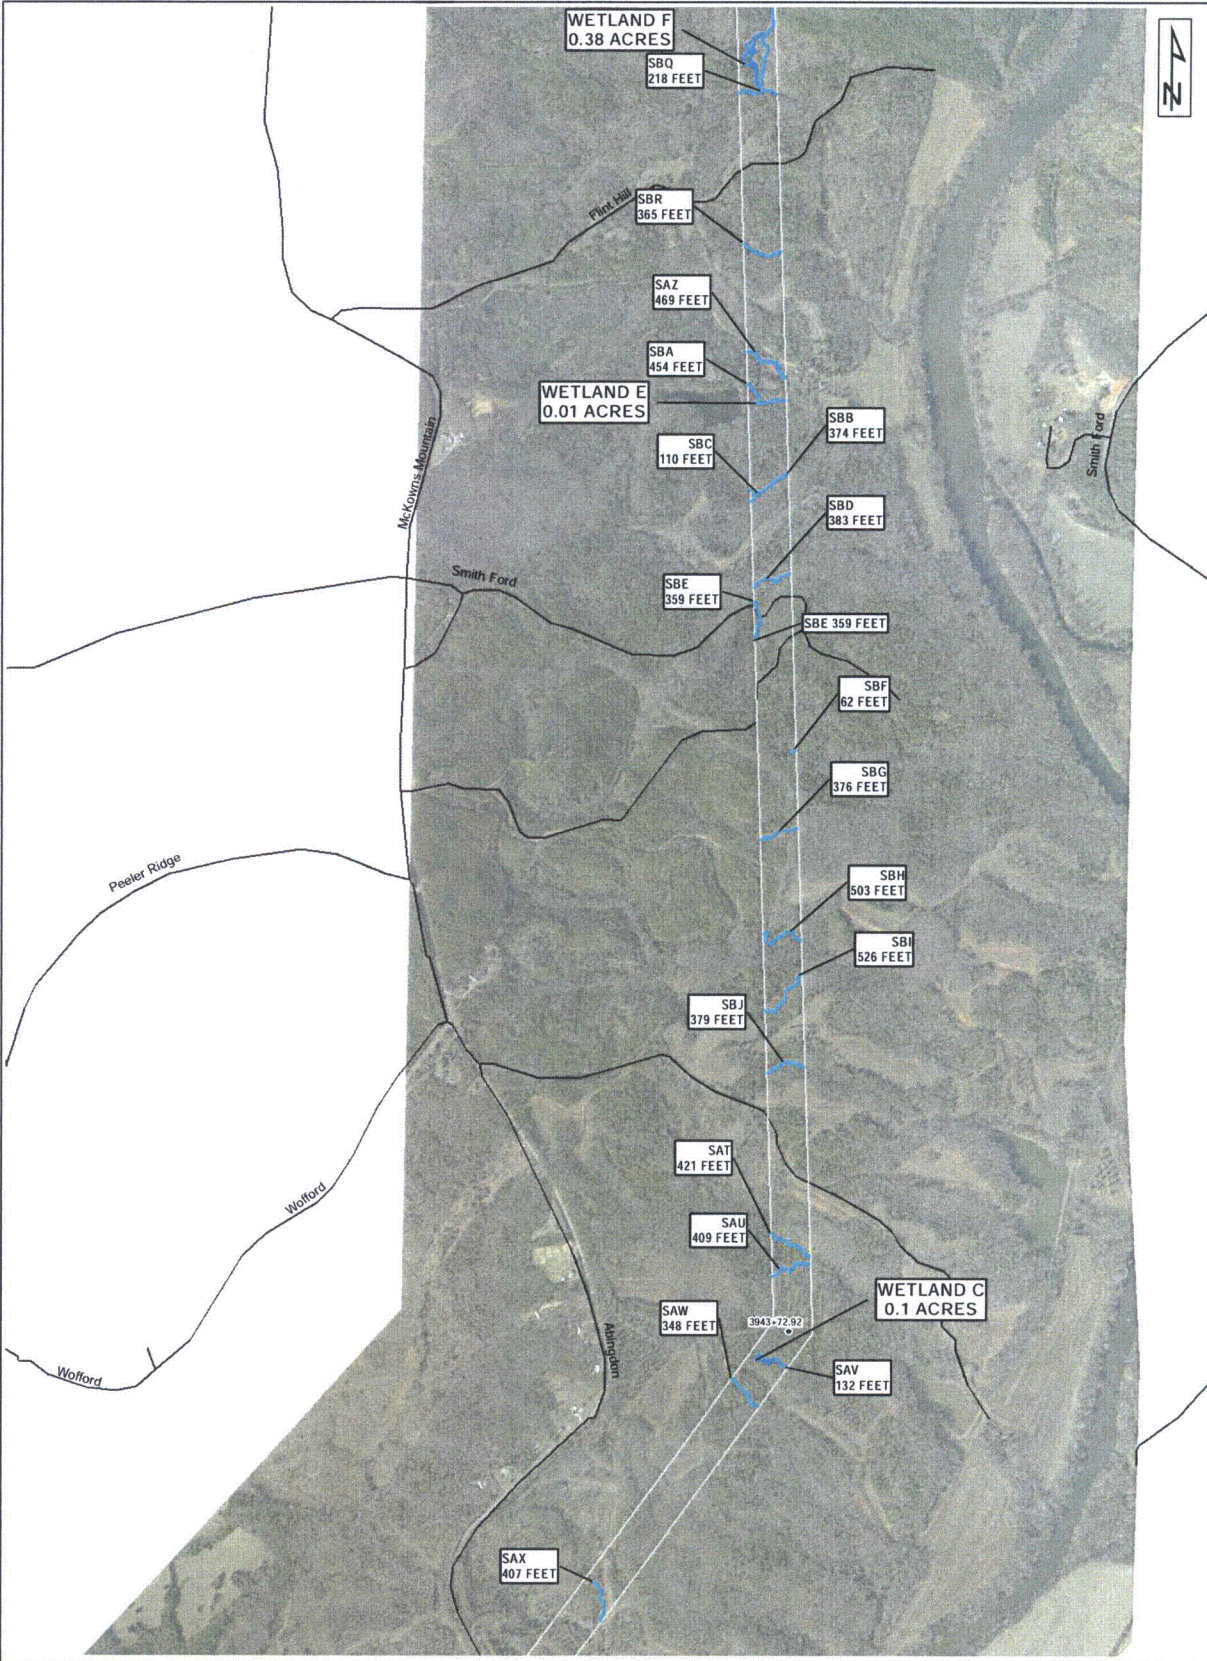 WETLAND F
0.38 ACRES
SBQ
218 FEET
N
Flint Hill
SBR
365 FEET
SAZ
469 FEET
SBA
454 FEET
WETLAND E
0.01 ACRES
SBB
374 FEET
SBC
110 FEET
McKowns Mountain
Smith Ford
SBD
383 FEET
Smith Ford
SBE
359 FEET
SBE 359 FEET
SBF
62 FEET
SBG
376 FEET
Peeler Ridge
SBH
503 FEET
SBI
526 FEET
SBJ
379 FEET
SAT
421 FEET
Wofford
SAU
409 FEET
WETLAND C
0.1 ACRES
SAW
348 FEET
3943+72.92
Abingdon
Wofford
SAV
132 FEET
SAX
407 FEET